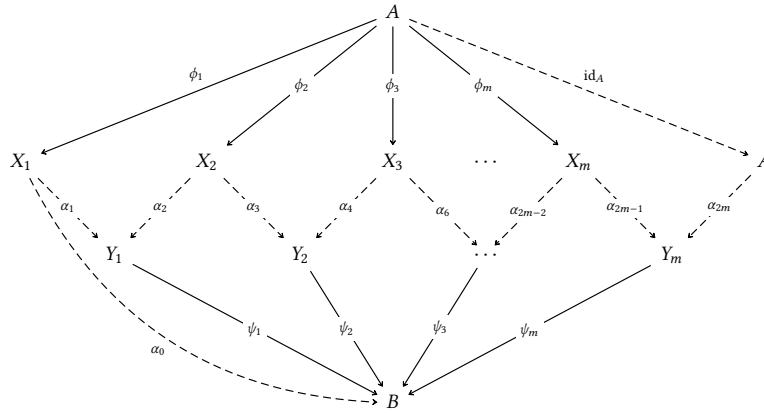 A
ϕ₁ ϕ₂ ϕ₃ ϕₘ id_A
X₁ X₂ X₃ ⋯ Xₘ A
α₁ α₂ α₃ α₄ α₆ α₂ₘ₋₂ α₂ₘ₋₁ α₂ₘ
Y₁ Y₂ ⋯ Yₘ
ψ₁ ψ₂ ψ₃ ψₘ
α₀
B